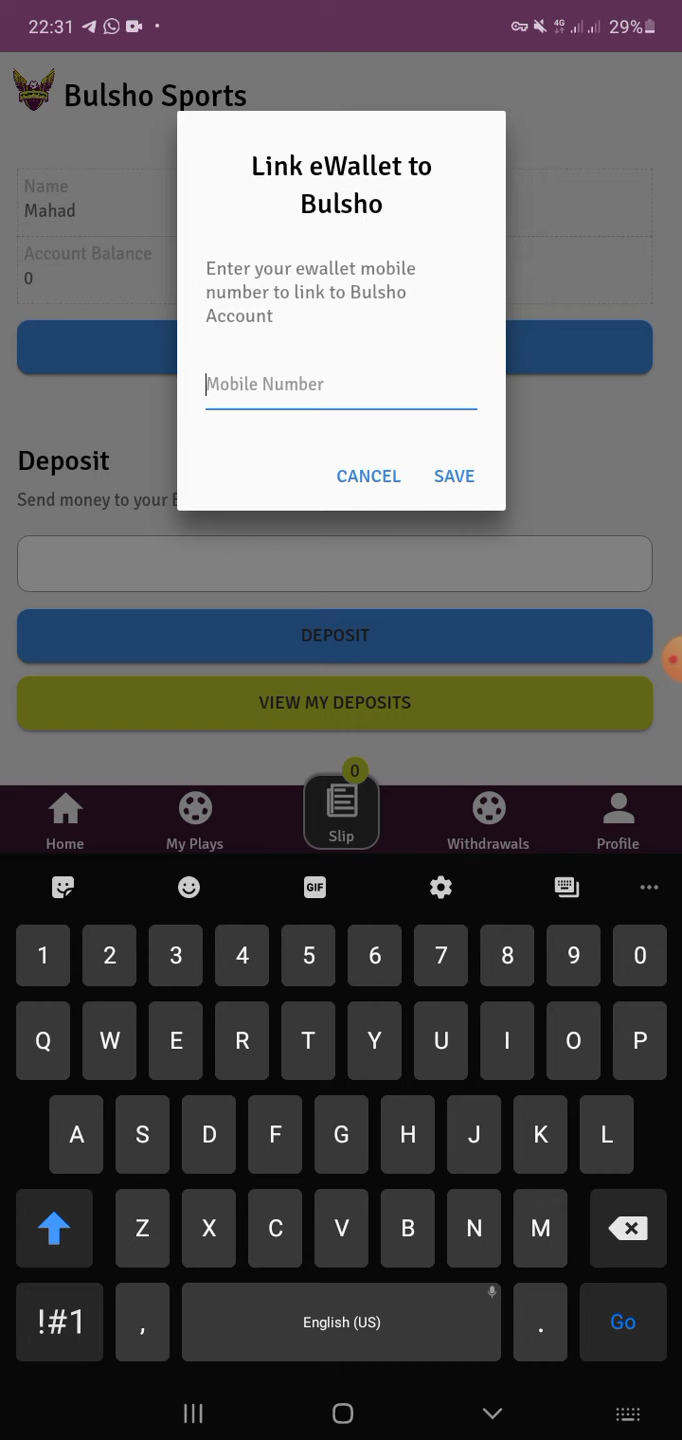 22:31
4G
29%
Bulsho Sports
Link eWallet to
Bulsho
Name
Mahad
Account Balance
0
Enter your ewallet mobile
number to link to Bulsho
Account
Mobile Number
CANCEL SAVE
Deposit
Send money to your
DEPOSIT
VIEW MY DEPOSITS
0
Home
My Plays
Slip
Withdrawals
Profile
GIF
1 2 3 4 5 6 7 8 9 0
Q W E R T Y U I O P
A S D F G H J K L
Z X C V B N M
!#1 , English (US) . Go